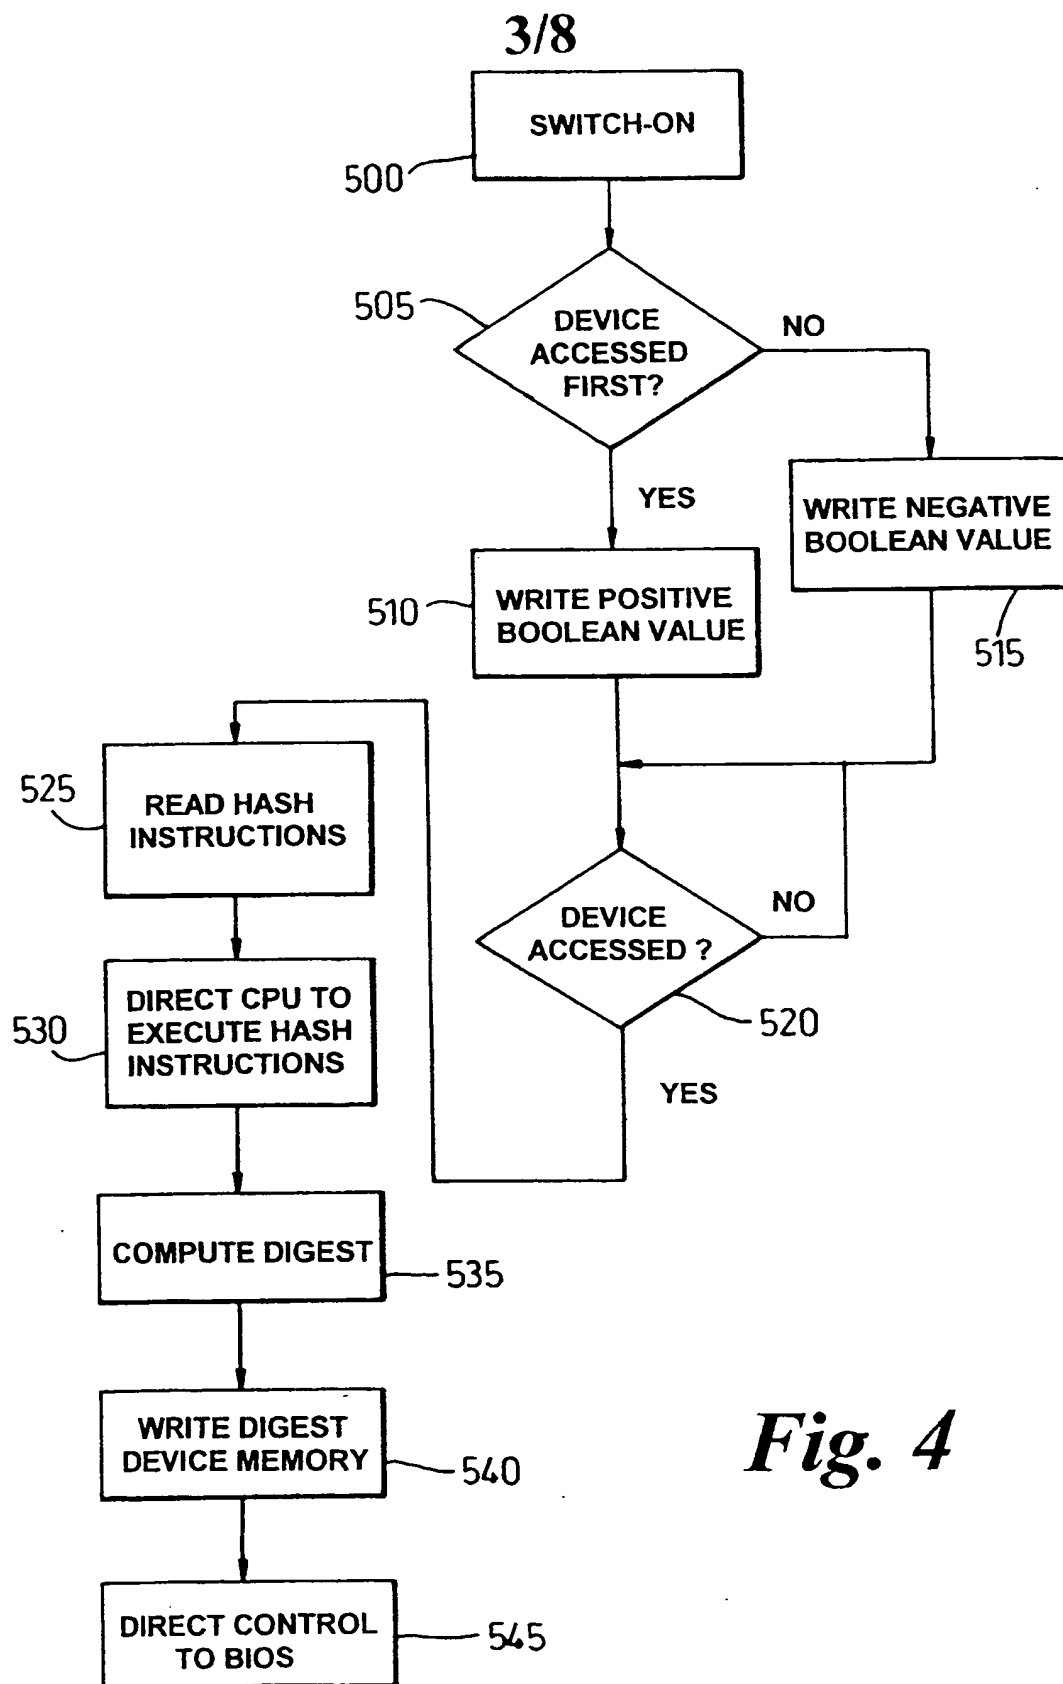 3/8
SWITCH-ON
500
505
DEVICE
ACCESSED
FIRST?
NO
YES
WRITE NEGATIVE
BOOLEAN VALUE
515
510
WRITE POSITIVE
BOOLEAN VALUE
525
READ HASH
INSTRUCTIONS
DEVICE
ACCESSED ?
NO
520
YES
530
DIRECT CPU TO
EXECUTE HASH
INSTRUCTIONS
COMPUTE DIGEST
535
WRITE DIGEST
DEVICE MEMORY
540
Fig. 4
DIRECT CONTROL
TO BIOS
545